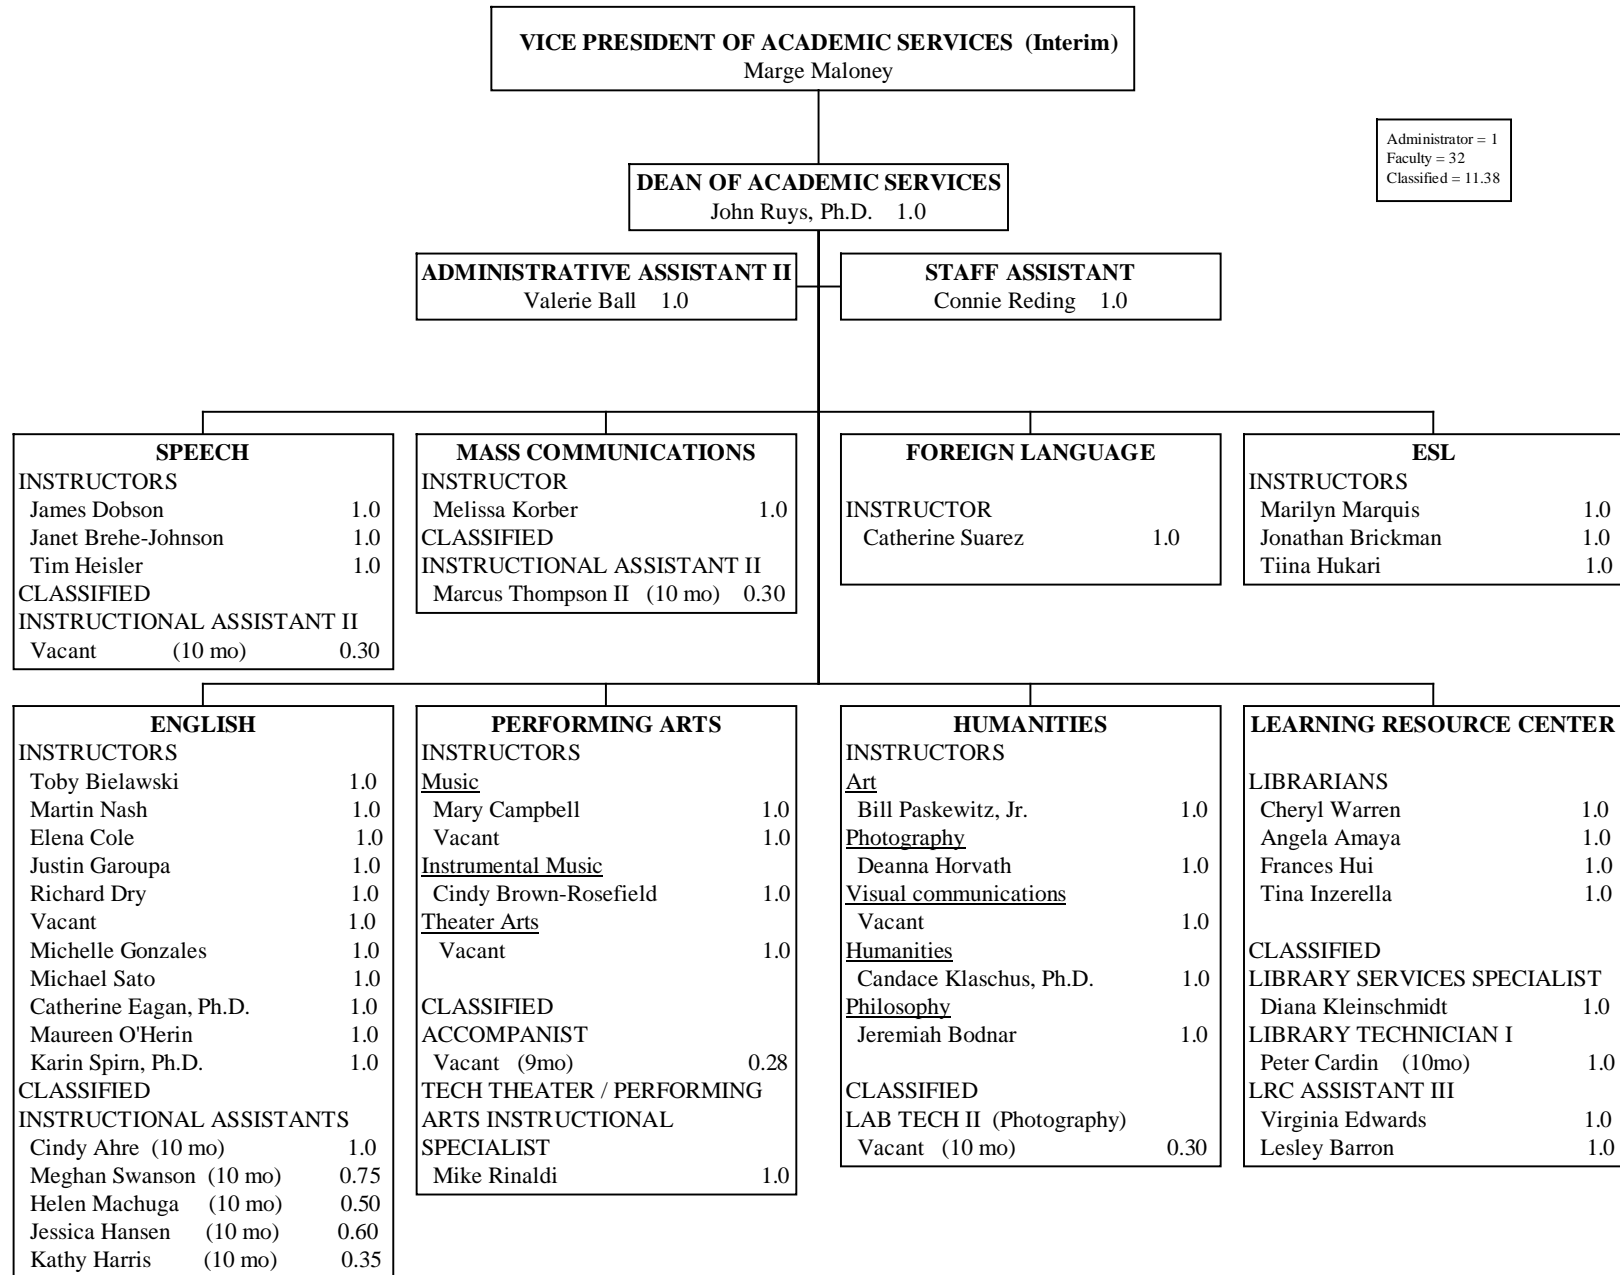 VICE PRESIDENT OF ACADEMIC SERVICES (Interim)
Marge Maloney
Administrator = 1
Faculty = 32
Classified = 11.38
DEAN OF ACADEMIC SERVICES
John Ruys, Ph.D. 1.0
ADMINISTRATIVE ASSISTANT II
Valerie Ball 1.0
STAFF ASSISTANT
Connie Reding 1.0
SPEECH
INSTRUCTORS
James Dobson 1.0
Janet Brehe-Johnson 1.0
Tim Heisler 1.0
CLASSIFIED
INSTRUCTIONAL ASSISTANT II
Vacant (10 mo) 0.30
MASS COMMUNICATIONS
INSTRUCTOR
Melissa Korber 1.0
CLASSIFIED
INSTRUCTIONAL ASSISTANT II
Marcus Thompson II (10 mo) 0.30
FOREIGN LANGUAGE
INSTRUCTOR
Catherine Suarez 1.0
ESL
INSTRUCTORS
Marilyn Marquis 1.0
Jonathan Brickman 1.0
Tiina Hukari 1.0
ENGLISH
INSTRUCTORS
Toby Bielawski 1.0
Martin Nash 1.0
Elena Cole 1.0
Justin Garoupa 1.0
Richard Dry 1.0
Vacant 1.0
Michelle Gonzales 1.0
Michael Sato 1.0
Catherine Eagan, Ph.D. 1.0
Maureen O'Herin 1.0
Karin Spirn, Ph.D. 1.0
CLASSIFIED
INSTRUCTIONAL ASSISTANTS
Cindy Ahre (10 mo) 1.0
Meghan Swanson (10 mo) 0.75
Helen Machuga (10 mo) 0.50
Jessica Hansen (10 mo) 0.60
Kathy Harris (10 mo) 0.35
PERFORMING ARTS
INSTRUCTORS
Music
Mary Campbell 1.0
Vacant 1.0
Instrumental Music
Cindy Brown-Rosefield 1.0
Theater Arts
Vacant 1.0
CLASSIFIED
ACCOMPANIST
Vacant (9mo) 0.28
TECH THEATER / PERFORMING
ARTS INSTRUCTIONAL
SPECIALIST
Mike Rinaldi 1.0
HUMANITIES
INSTRUCTORS
Art
Bill Paskewitz, Jr. 1.0
Photography
Deanna Horvath 1.0
Visual communications
Vacant 1.0
Humanities
Candace Klaschus, Ph.D. 1.0
Philosophy
Jeremiah Bodnar 1.0
CLASSIFIED
LAB TECH II (Photography)
Vacant (10 mo) 0.30
LEARNING RESOURCE CENTER
LIBRARIANS
Cheryl Warren 1.0
Angela Amaya 1.0
Frances Hui 1.0
Tina Inzerella 1.0
CLASSIFIED
LIBRARY SERVICES SPECIALIST
Diana Kleinschmidt 1.0
LIBRARY TECHNICIAN I
Peter Cardin (10mo) 1.0
LRC ASSISTANT III
Virginia Edwards 1.0
Lesley Barron 1.0